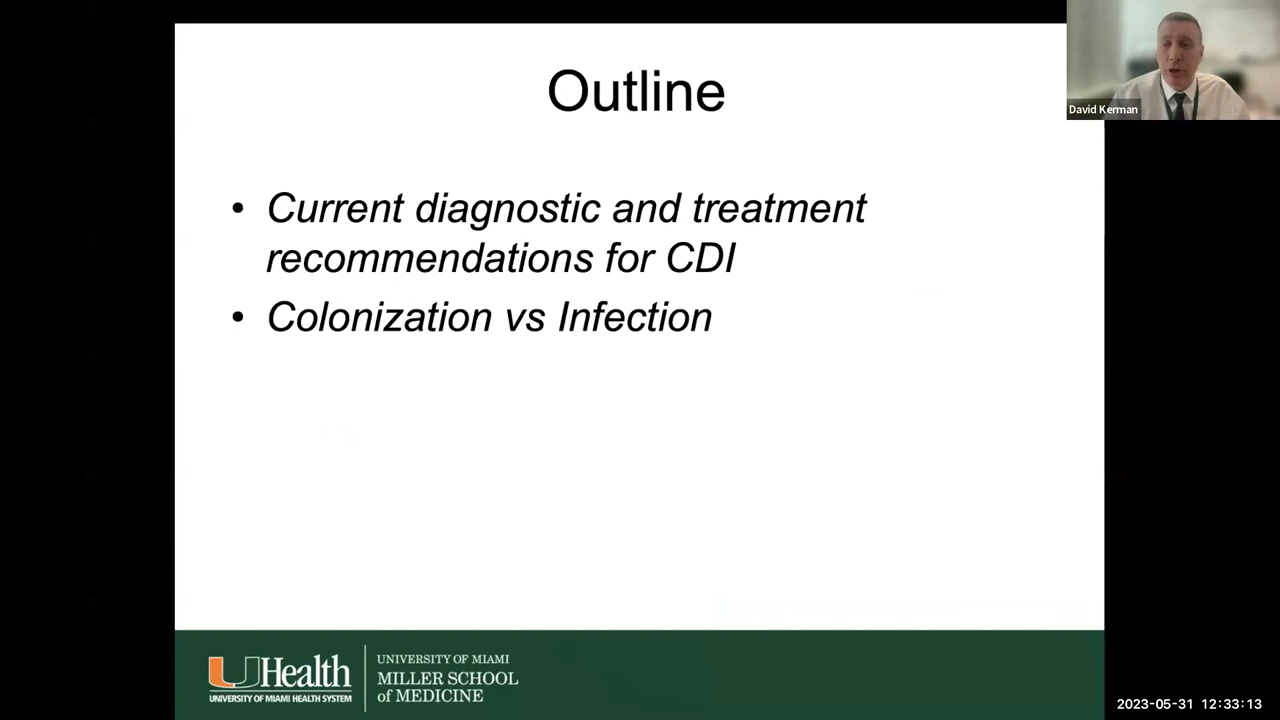 Outline
David Kerman
• Current diagnostic and treatment
recommendations for CDI
• Colonization vs Infection
UHealth
UNIVERSITY OF MIAMI HEALTH SYSTEM
UNIVERSITY OF MIAMI
MILLER SCHOOL
of MEDICINE
2023-05-31 12:33:13